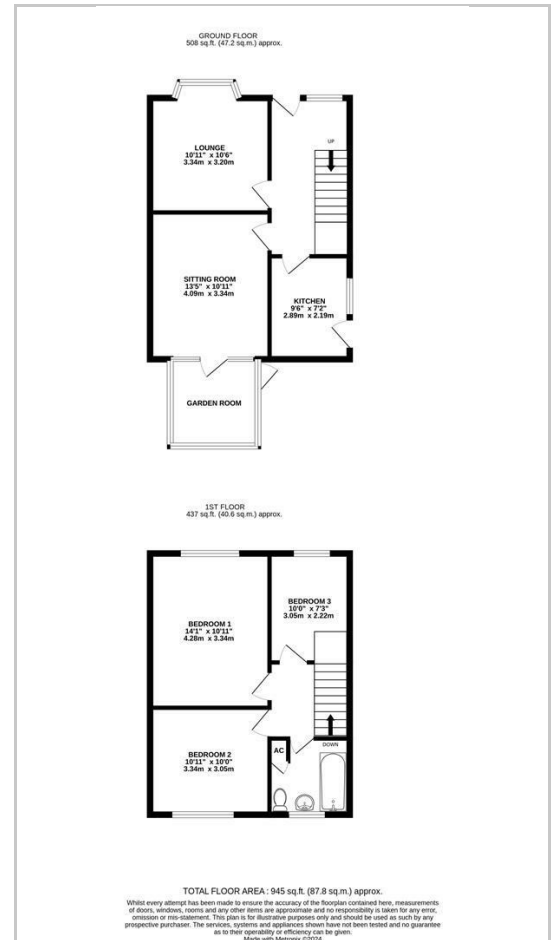 GROUND FLOOR
508 sq.ft. (47.2 sq.m.) approx.
LOUNGE
10'11" x 10'6"
3.34m x 3.20m
UP
SITTING ROOM
13'5" x 10'11"
4.09m x 3.34m
KITCHEN
9'6" x 7'2"
2.89m x 2.19m
GARDEN ROOM
1ST FLOOR
437 sq.ft. (40.6 sq.m.) approx.
BEDROOM 3
10'0" x 7'3"
3.05m x 2.22m
BEDROOM 1
14'1" x 10'11"
4.28m x 3.34m
BEDROOM 2
10'11" x 10'0"
3.34m x 3.05m
AC
DOWN
TOTAL FLOOR AREA : 945 sq.ft. (87.8 sq.m.) approx.
Whilst every attempt has been made to ensure the accuracy of the floorplan contained here, measurements
of doors, windows, rooms and any other items are approximate and no responsibility is taken for any error,
omission or mis-statement. This plan is for illustrative purposes only and should be used as such by any
prospective purchaser. The services, systems and appliances shown have not been tested and no guarantee
as to their operability or efficiency can be given.
Made with Metropix ©2024